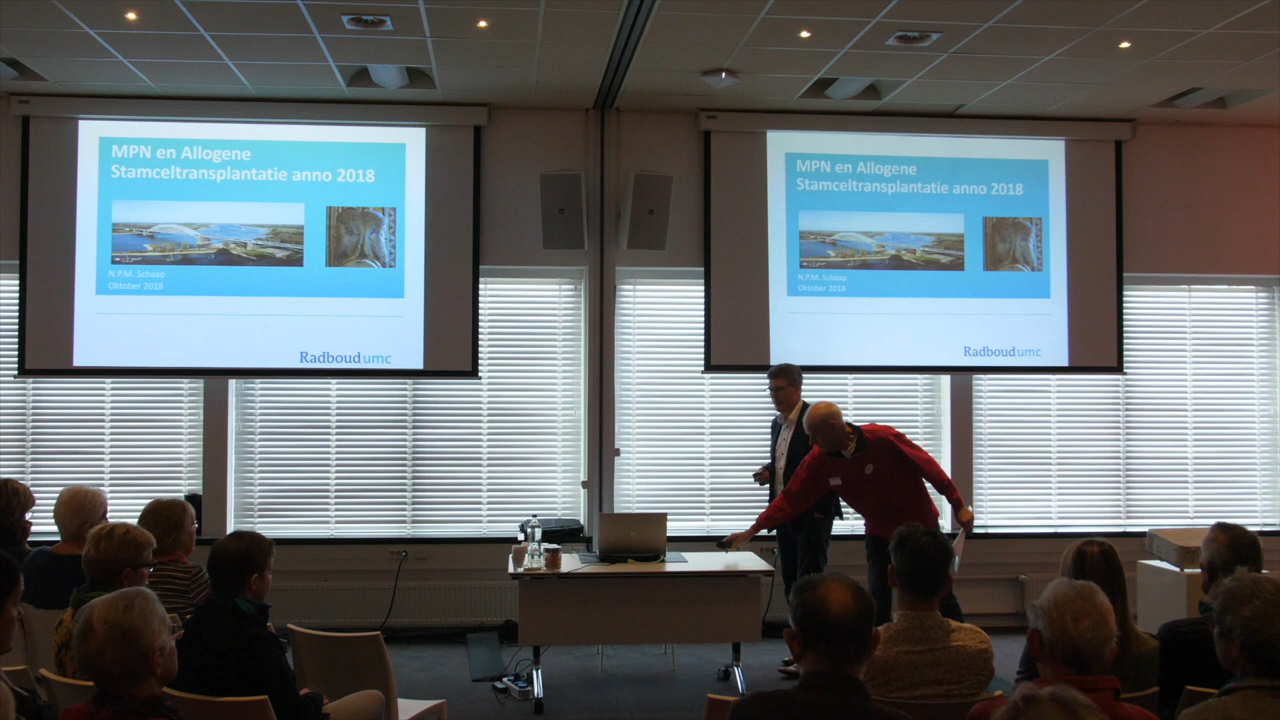 MPN en Allogene
Stamceltransplantatie anno 2018
N.P.M. Schaap
Oktober 2018
Radboudumc
MPN en Allogene
Stamceltransplantatie anno 2018
N.P.M. Schaap
Oktober 2018
Radboudumc